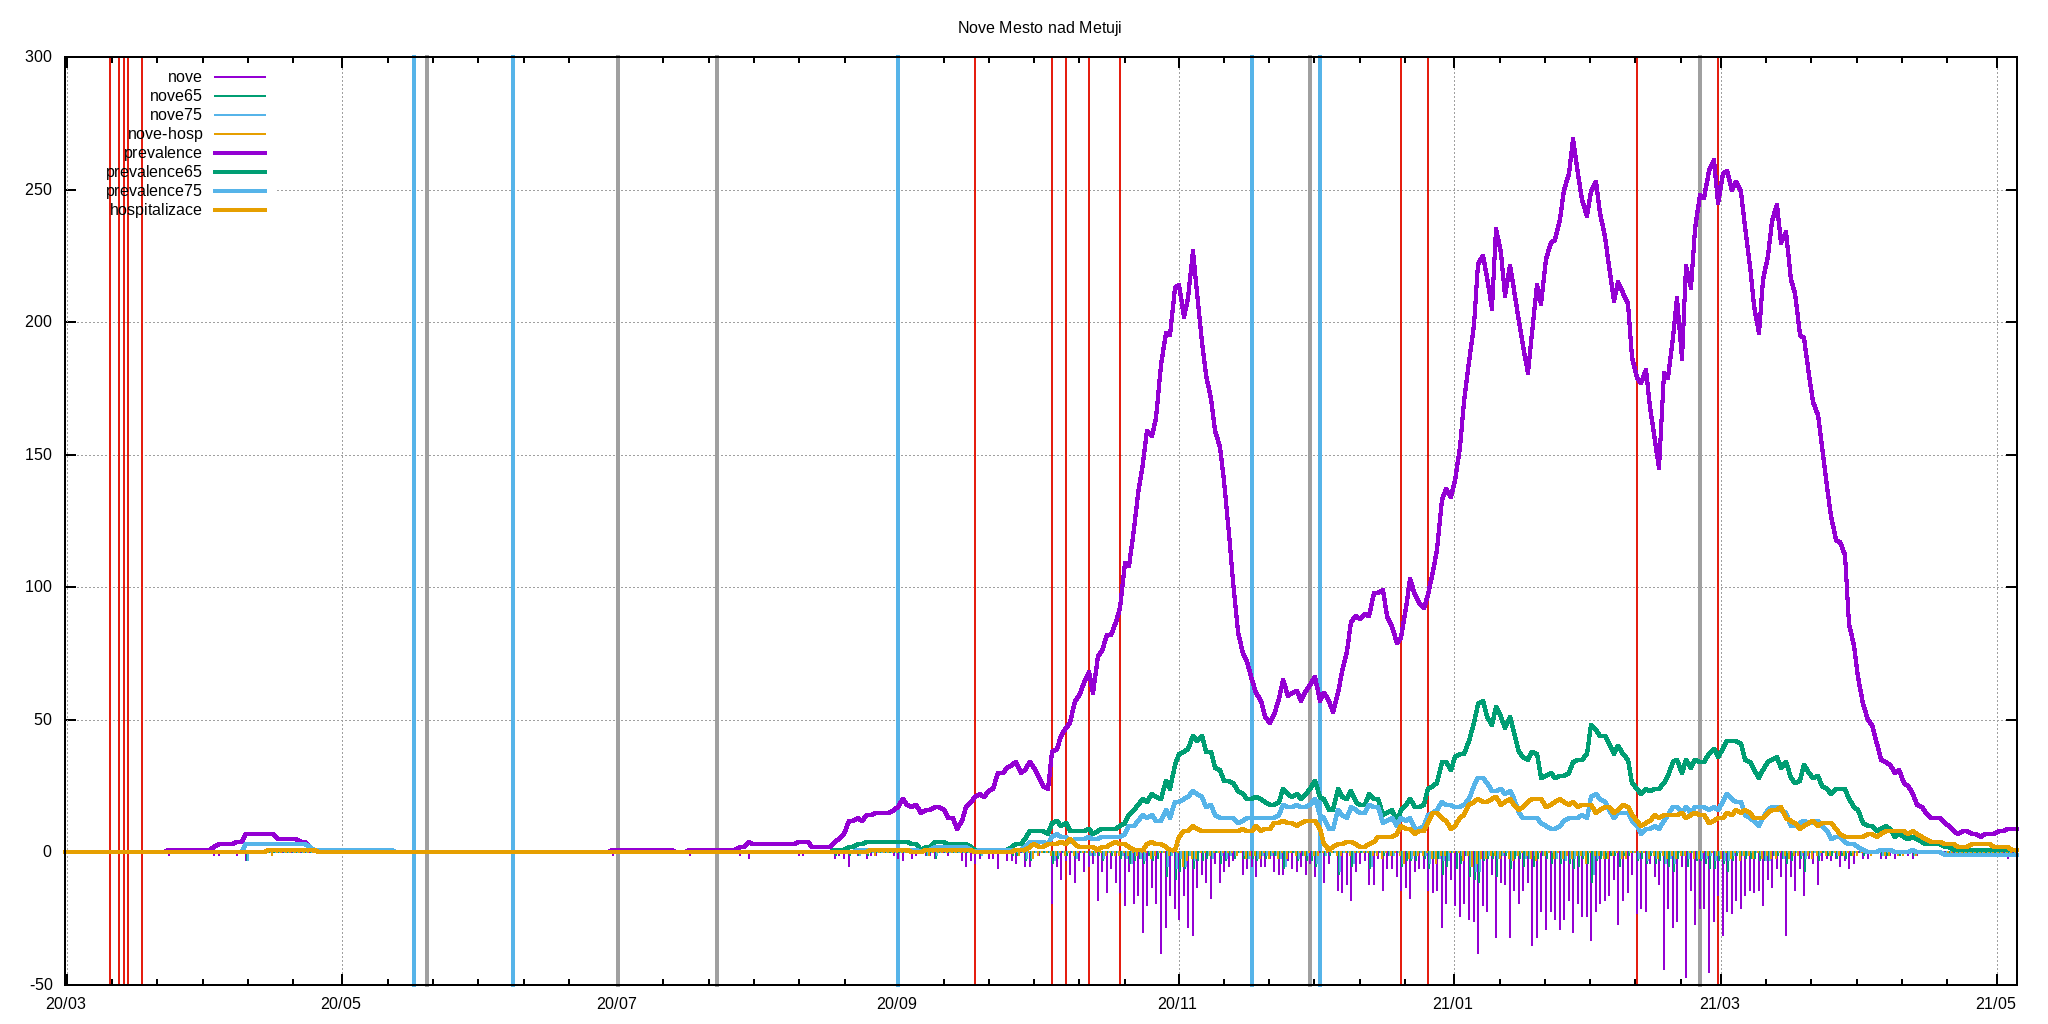 Nove Mesto nad Metuji
300
250
200
150
100
50
0
-50
nove
nove65
nove75
nove-hosp
prevalence
prevalence65
prevalence75
hospitalizace
20/03 20/05 20/07 20/09 20/11 21/01 21/03 21/05